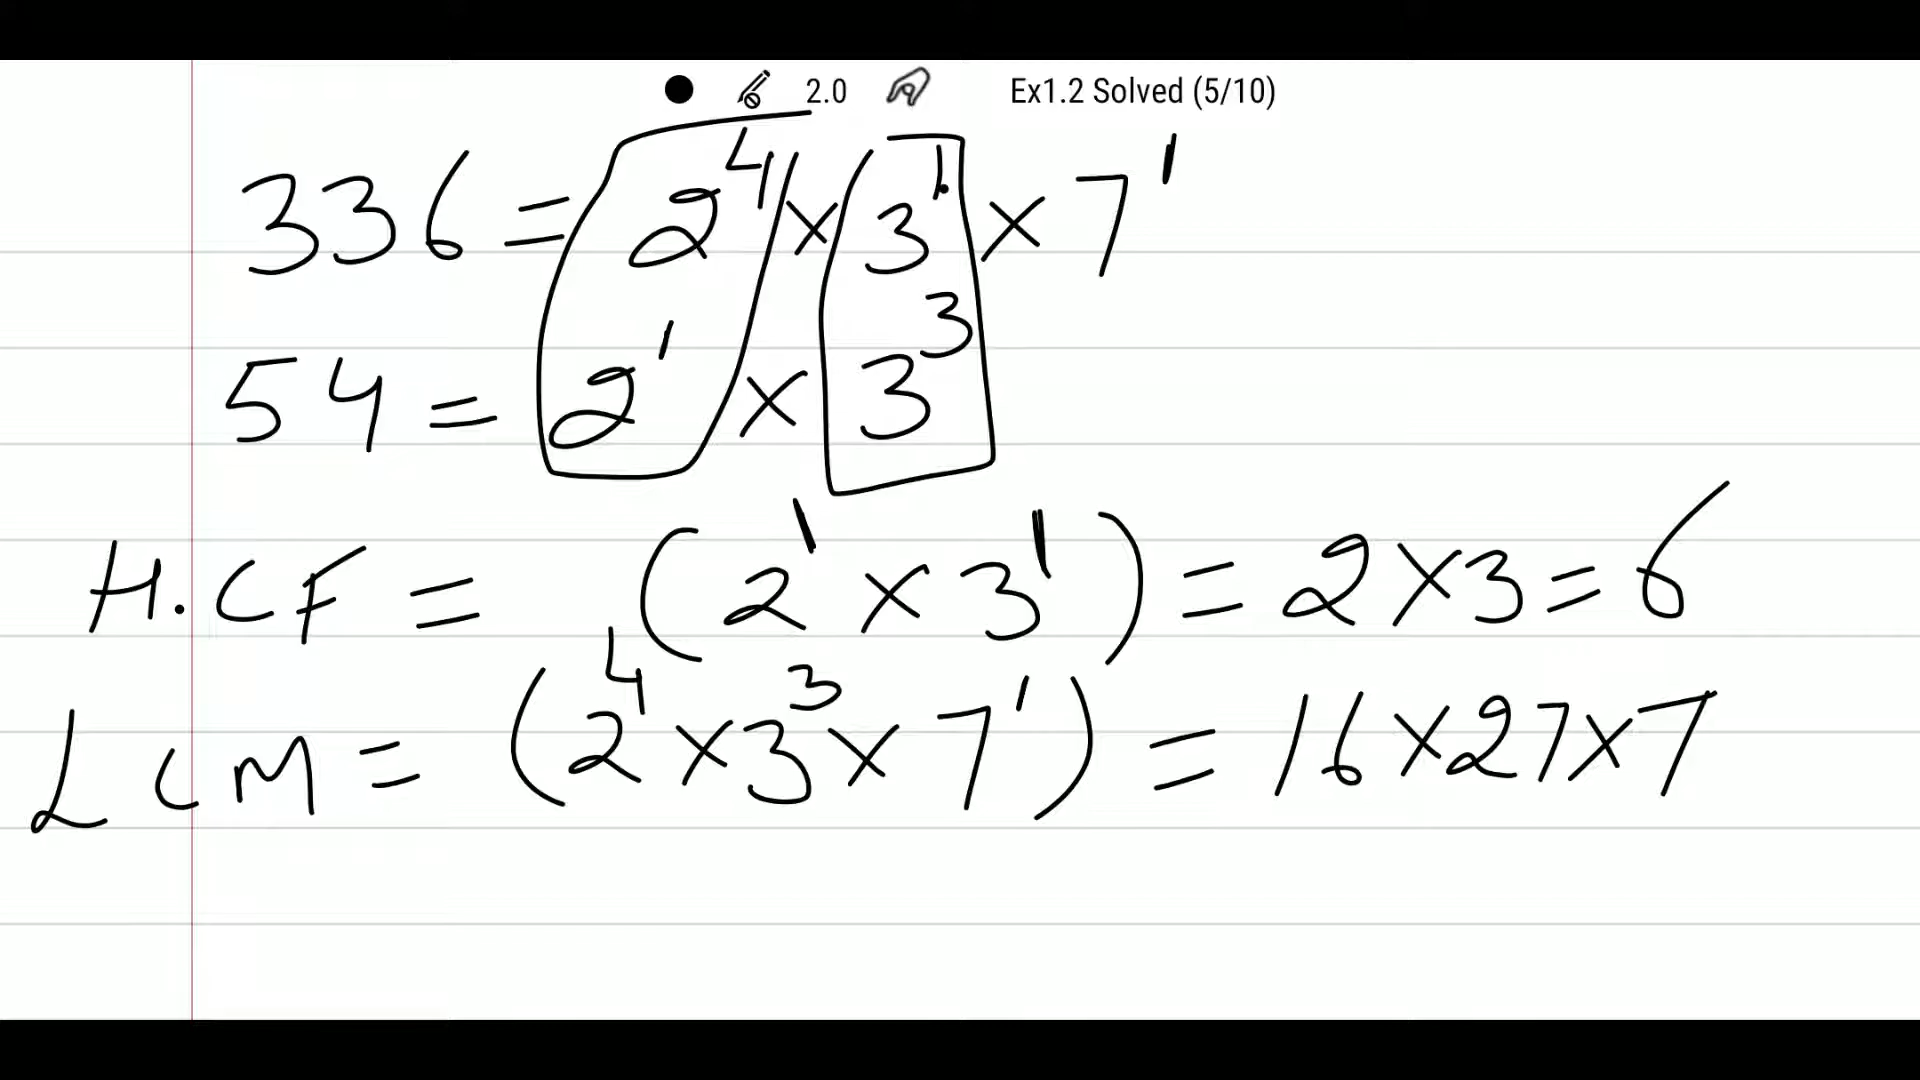 2.0 Ex1.2 Solved (5/10)
336 = 2⁴ × 3¹ × 7¹
54 = 2¹ × 3³
H.CF = (2¹ × 3¹) = 2×3 = 6
LCM = (2⁴×3³×7¹) = 16×27×7